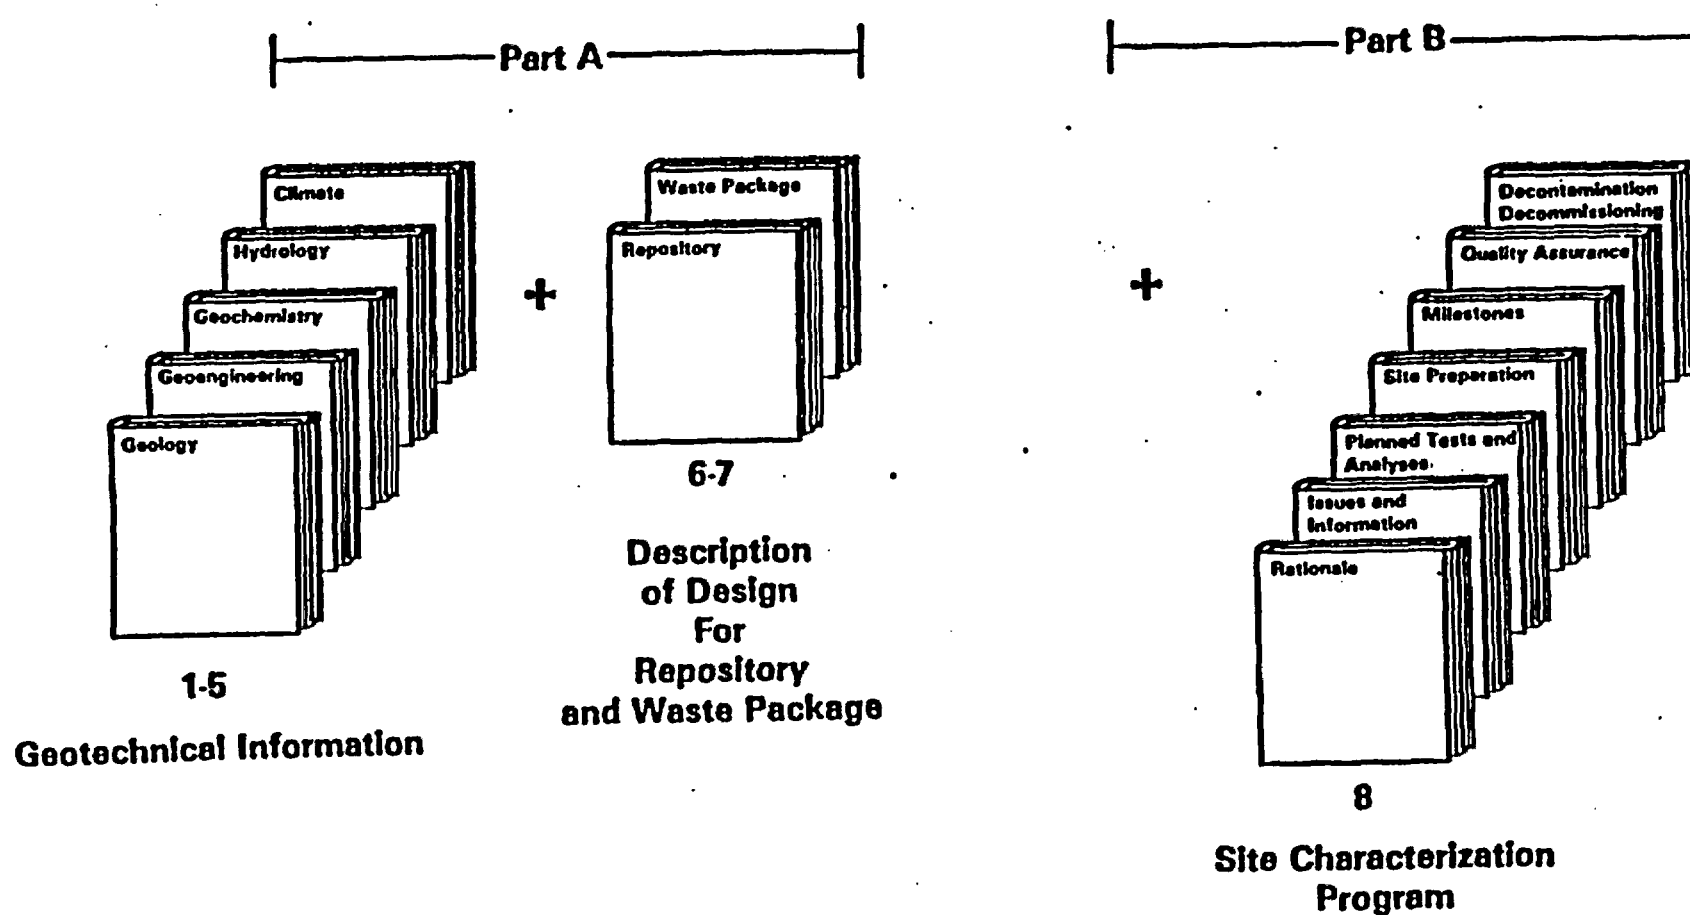 Part A
Part B
Climate
Hydrology
Geochemistry
Geoengineering
Geology
1-5
Geotechnical Information
+
Waste Package
Repository
6-7
Description
of Design
For
Repository
and Waste Package
+
Decontamination
Decommissioning
Quality Assurance
Milestones
Site Preparation
Planned Tests and
Analyses
Issues and
Information
Rationale
8
Site Characterization
Program